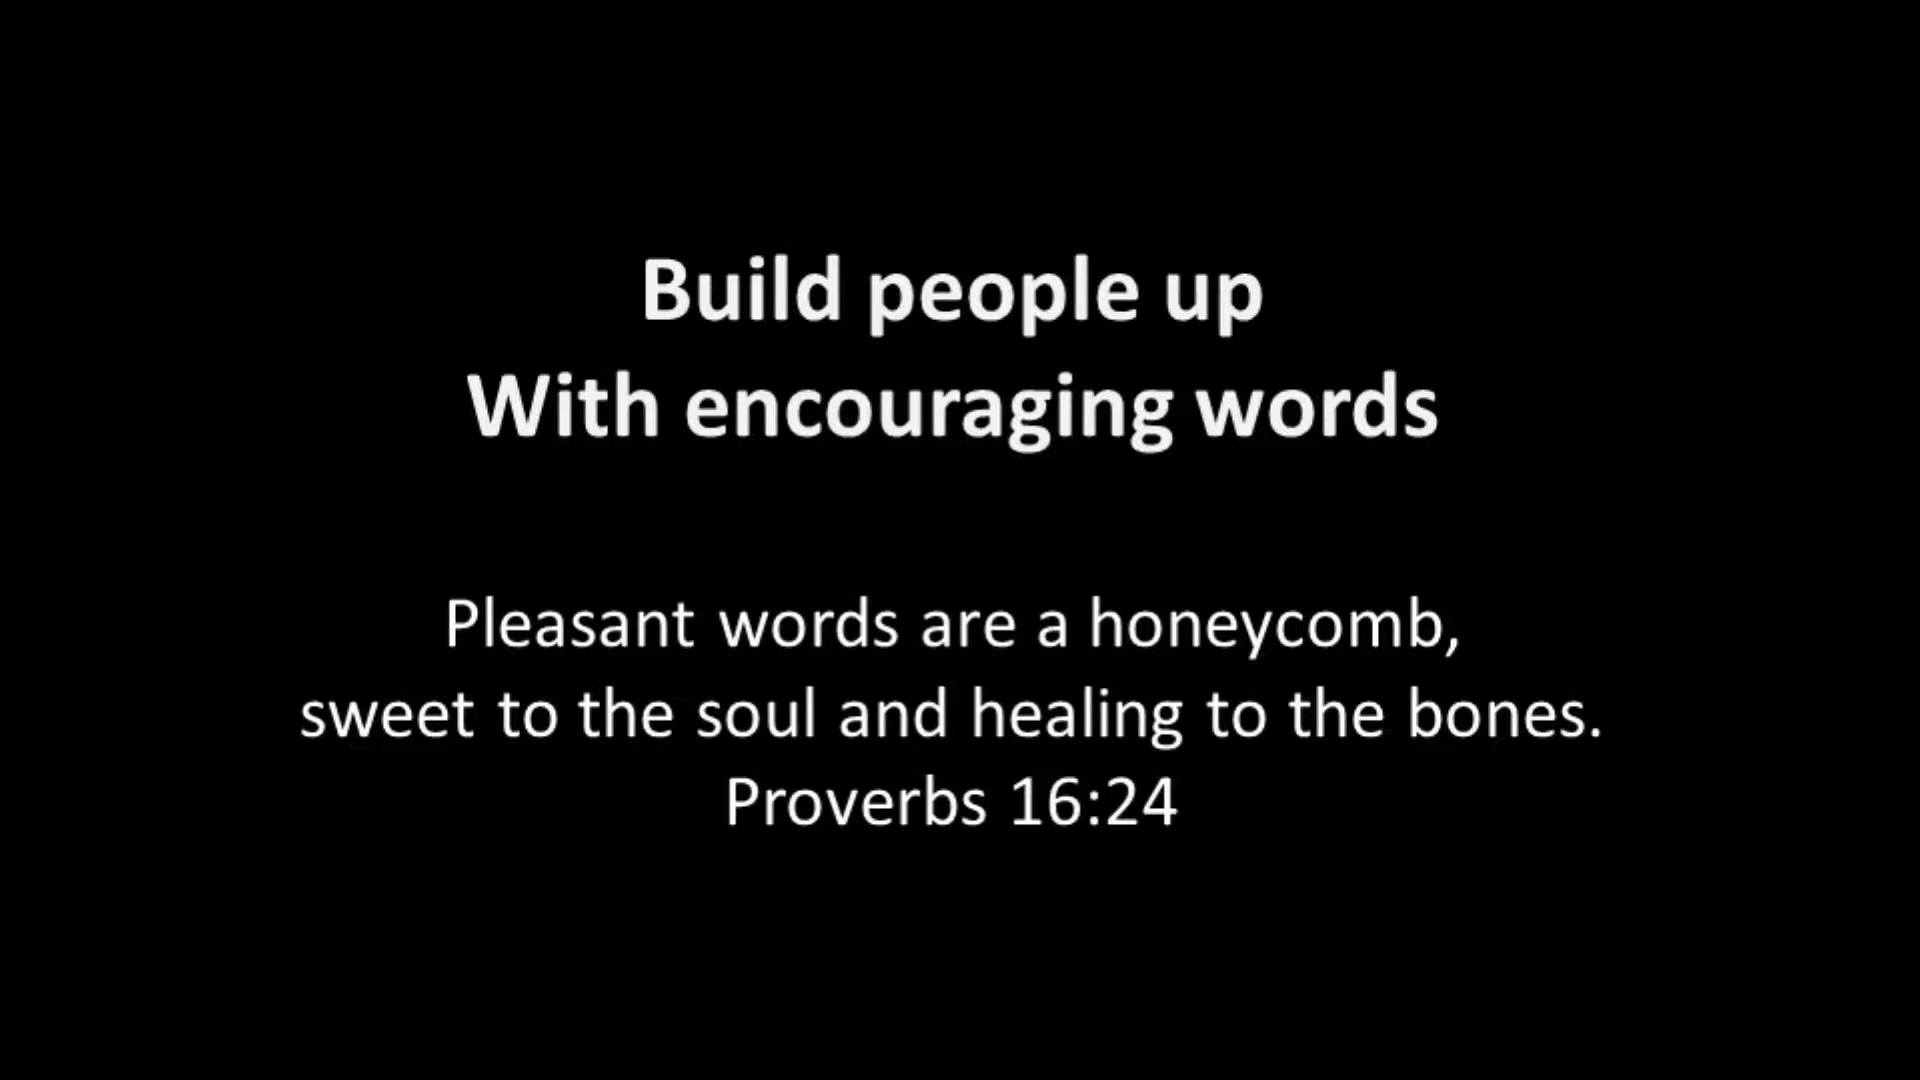 Build people up
With encouraging words
Pleasant words are a honeycomb,
sweet to the soul and healing to the bones.
Proverbs 16:24